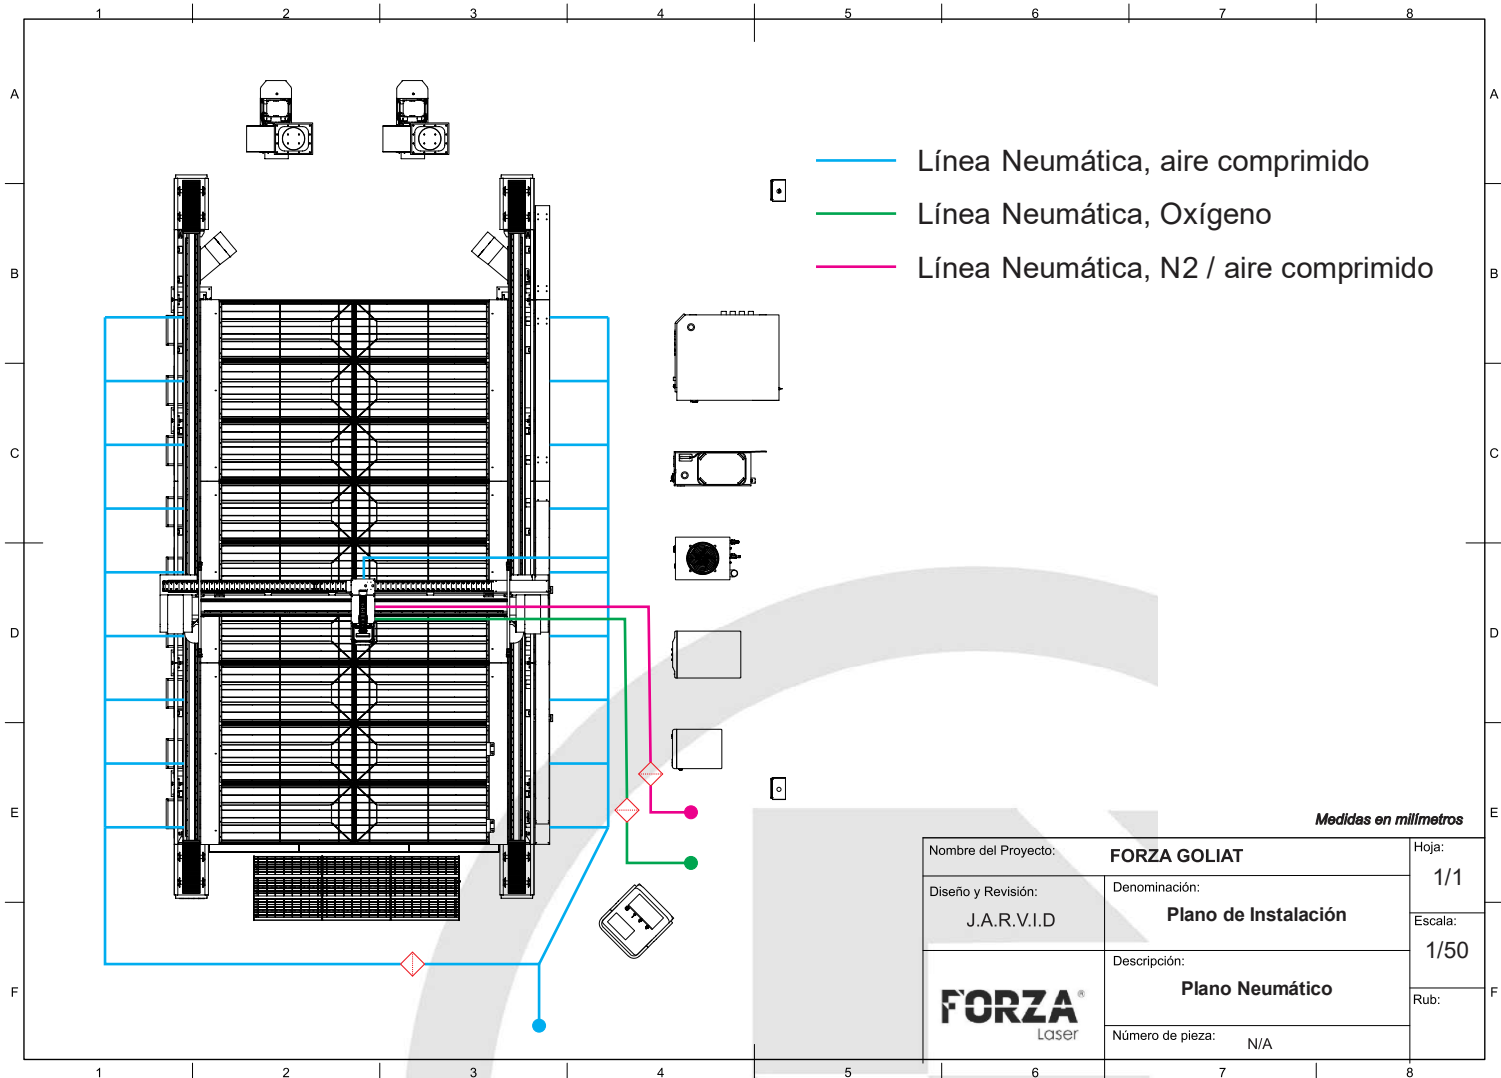 1 2 3 4 5 6 7 8
A A
Línea Neumática, aire comprimido
Línea Neumática, Oxígeno
B B
Línea Neumática, N2 / aire comprimido
C C
D D
E E
Medidas en milímetros
Nombre del Proyecto: FORZA GOLIAT
Hoja:
1/1
Diseño y Revisión:
J.A.R.V.I.D
Denominación:
Plano de Instalación
Escala:
1/50
Descripción:
Plano Neumático
FORZA®
Laser
Rub:
F F
Número de pieza: N/A
1 2 3 4 5 6 7 8